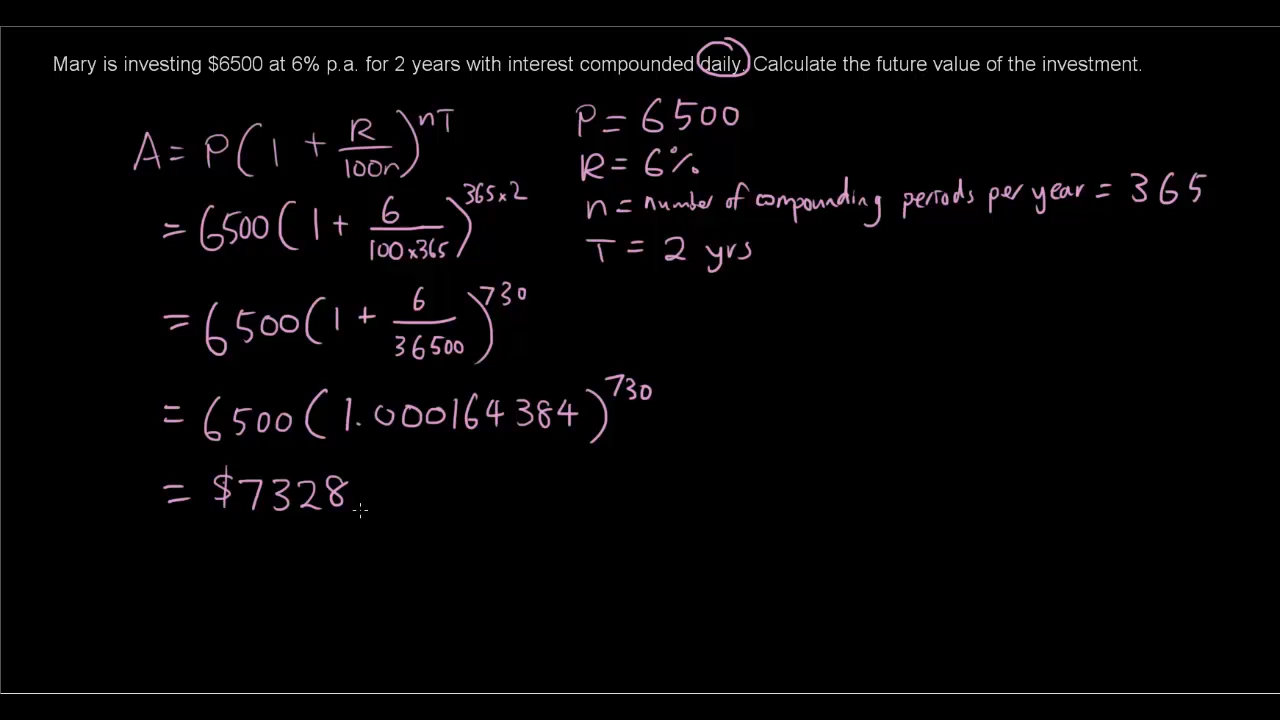 Mary is investing $6500 at 6% p.a. for 2 years with interest compounded daily. Calculate the future value of the investment.
A = P(1 + R/100n)^nT
P = 6500
R = 6%
= 6500(1 + 6/100×365)^365×2
n = number of compounding periods per year = 365
T = 2 yrs
= 6500(1 + 6/36500)^730
= 6500(1.000164384)^730
= $7328